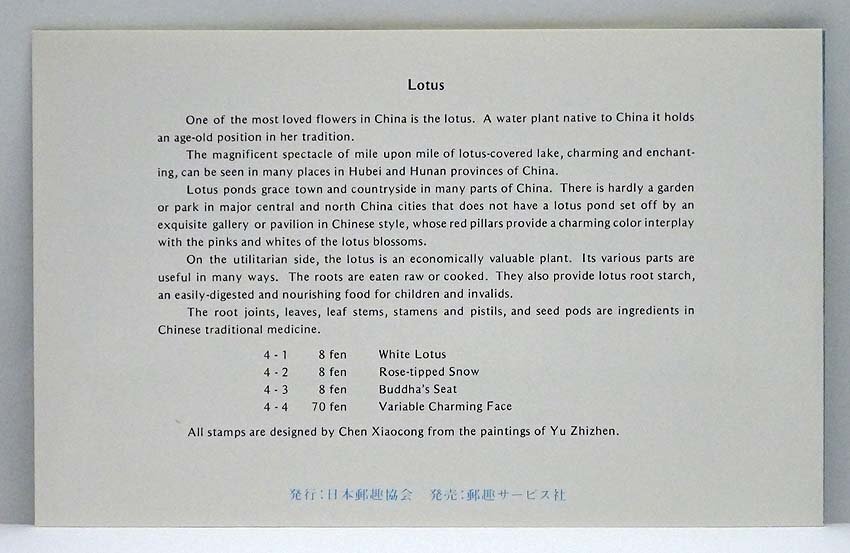 Lotus
One of the most loved flowers in China is the lotus. A water plant native to China it holds
an age-old position in her tradition.
The magnificent spectacle of mile upon mile of lotus-covered lake, charming and enchant-
ing, can be seen in many places in Hubei and Hunan provinces of China.
Lotus ponds grace town and countryside in many parts of China. There is hardly a garden
or park in major central and north China cities that does not have a lotus pond set off by an
exquisite gallery or pavilion in Chinese style, whose red pillars provide a charming color interplay
with the pinks and whites of the lotus blossoms.
On the utilitarian side, the lotus is an economically valuable plant. Its various parts are
useful in many ways. The roots are eaten raw or cooked. They also provide lotus root starch,
an easily-digested and nourishing food for children and invalids.
The root joints, leaves, leaf stems, stamens and pistils, and seed pods are ingredients in
Chinese traditional medicine.
4 - 1 8 fen White Lotus
4 - 2 8 fen Rose-tipped Snow
4 - 3 8 fen Buddha's Seat
4 - 4 70 fen Variable Charming Face
All stamps are designed by Chen Xiaocong from the paintings of Yu Zhizhen.
発行：日本郵趣協会 発売：郵趣サービス社